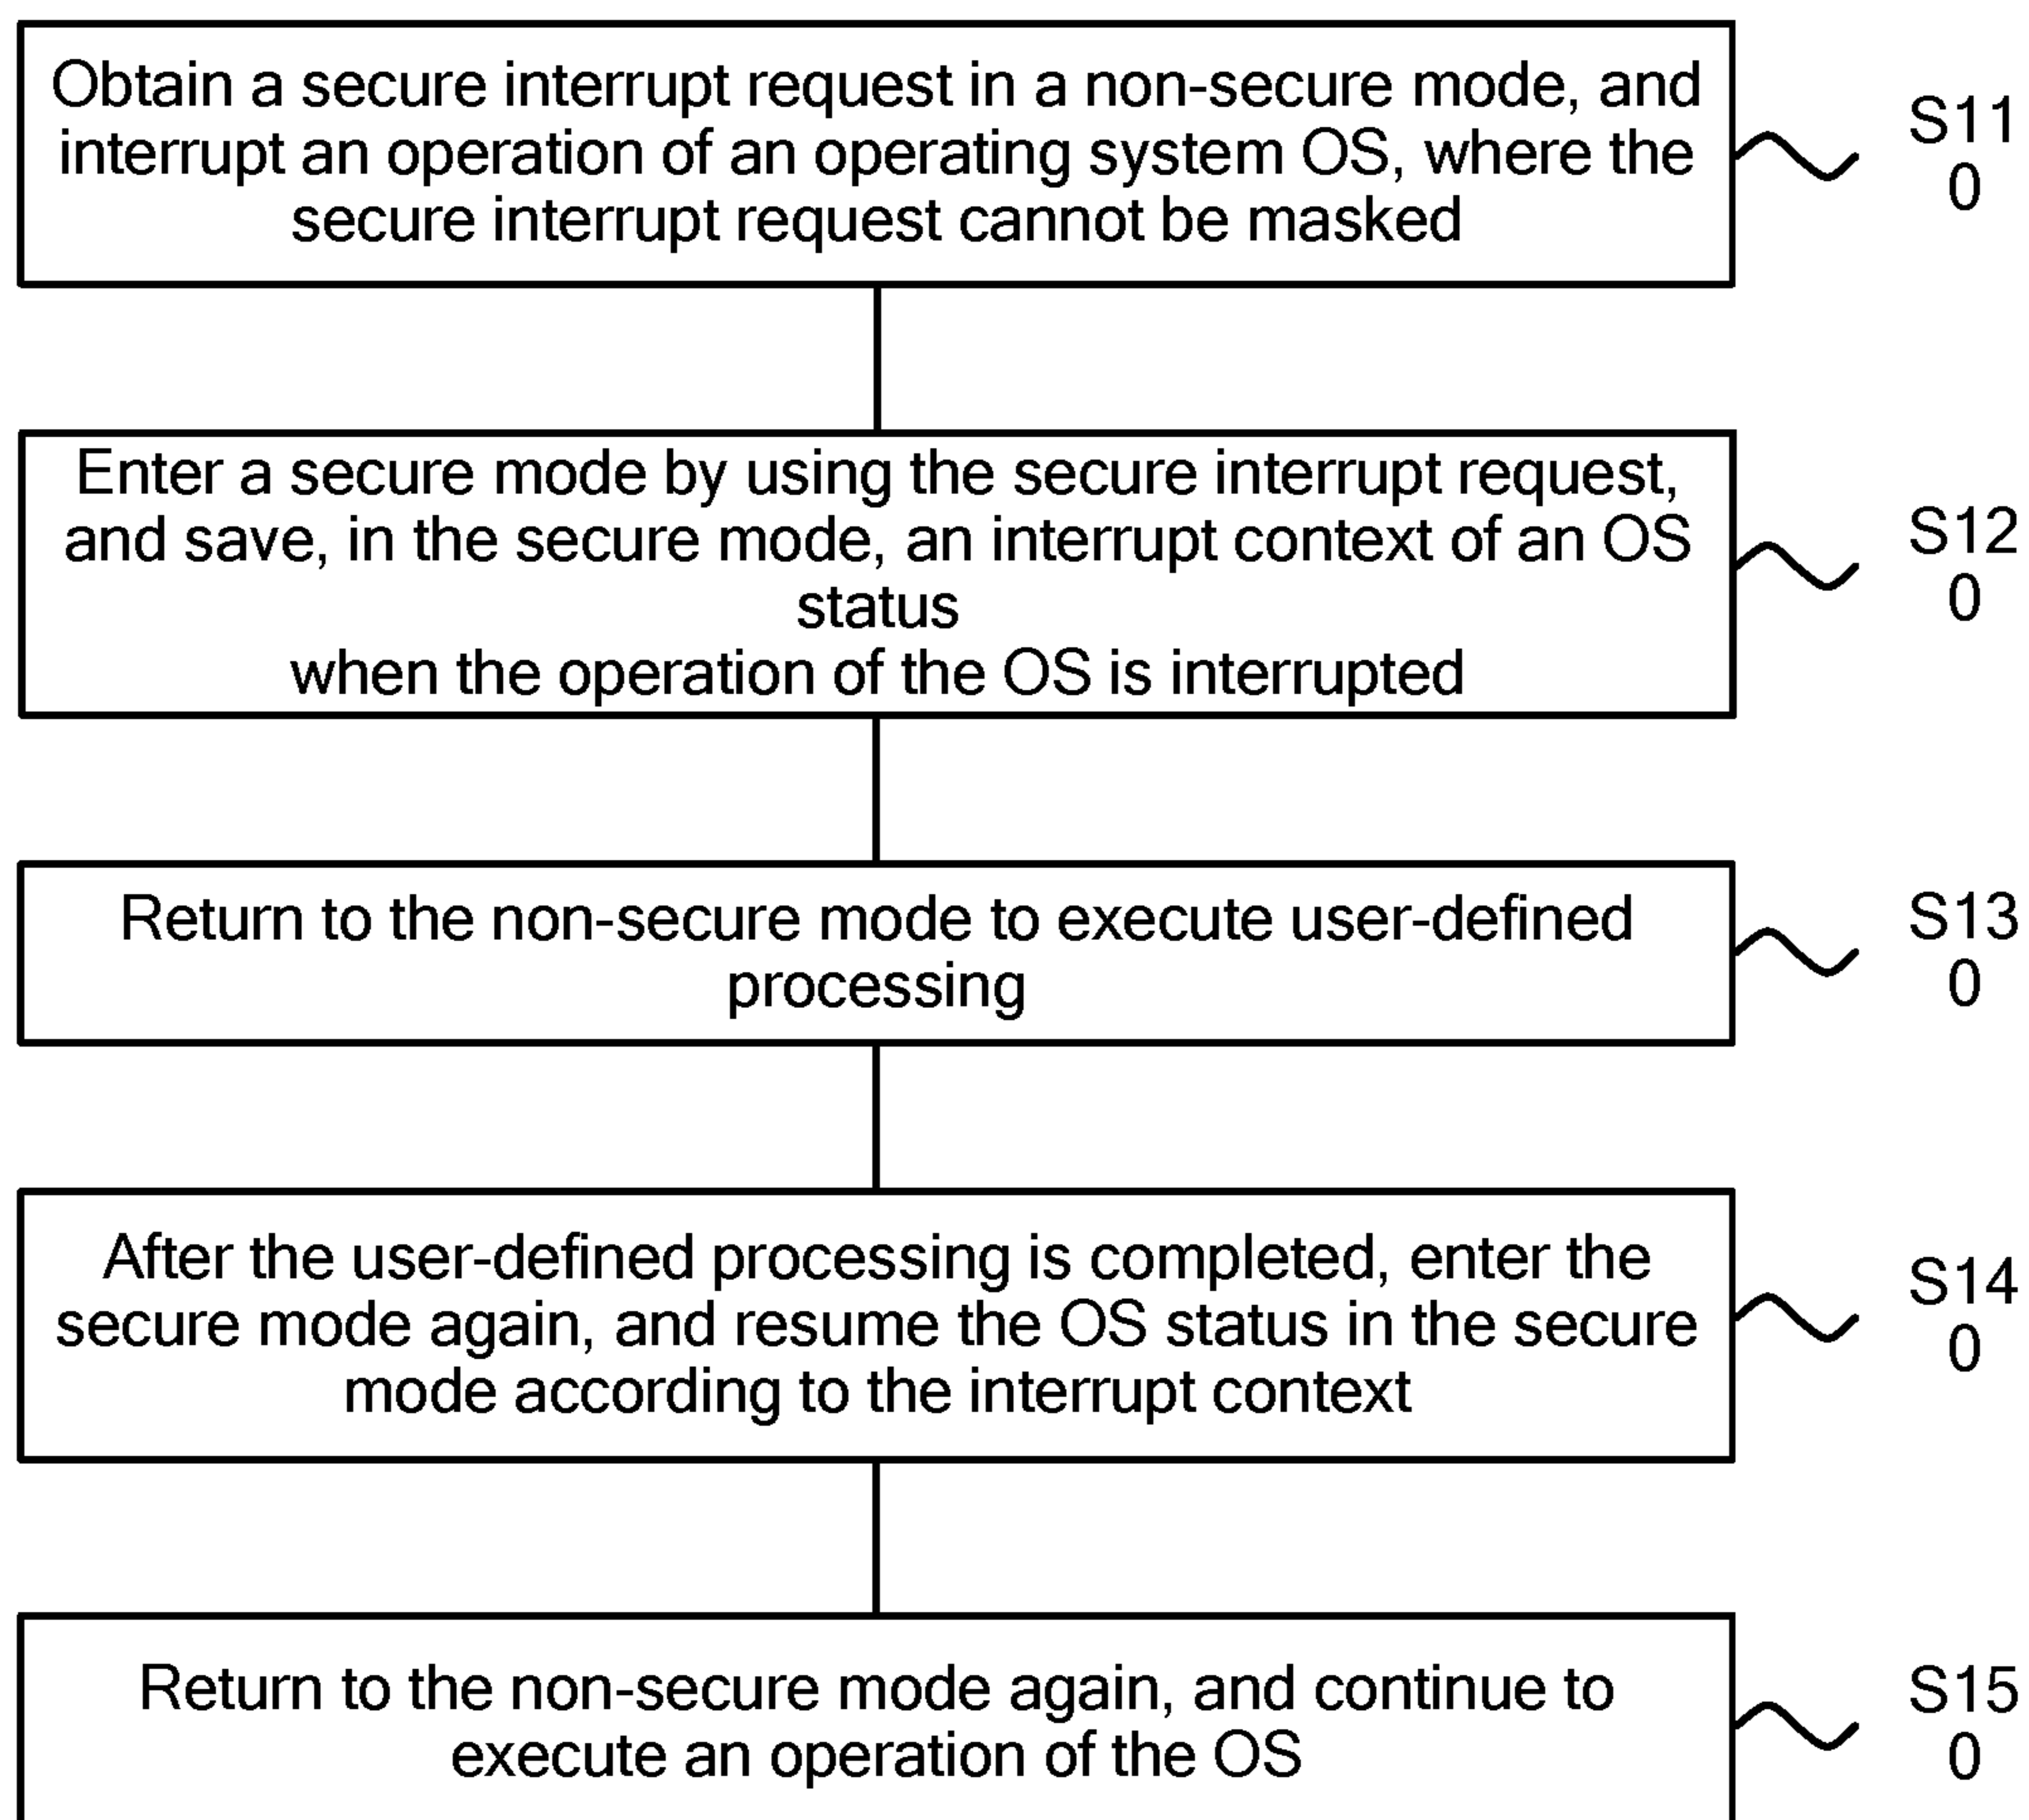 Obtain a secure interrupt request in a non-secure mode, and
interrupt an operation of an operating system OS, where the
secure interrupt request cannot be masked
S11
0
Enter a secure mode by using the secure interrupt request,
and save, in the secure mode, an interrupt context of an OS
status
when the operation of the OS is interrupted
S12
0
Return to the non-secure mode to execute user-defined
processing
S13
0
After the user-defined processing is completed, enter the
secure mode again, and resume the OS status in the secure
mode according to the interrupt context
S14
0
Return to the non-secure mode again, and continue to
execute an operation of the OS
S15
0